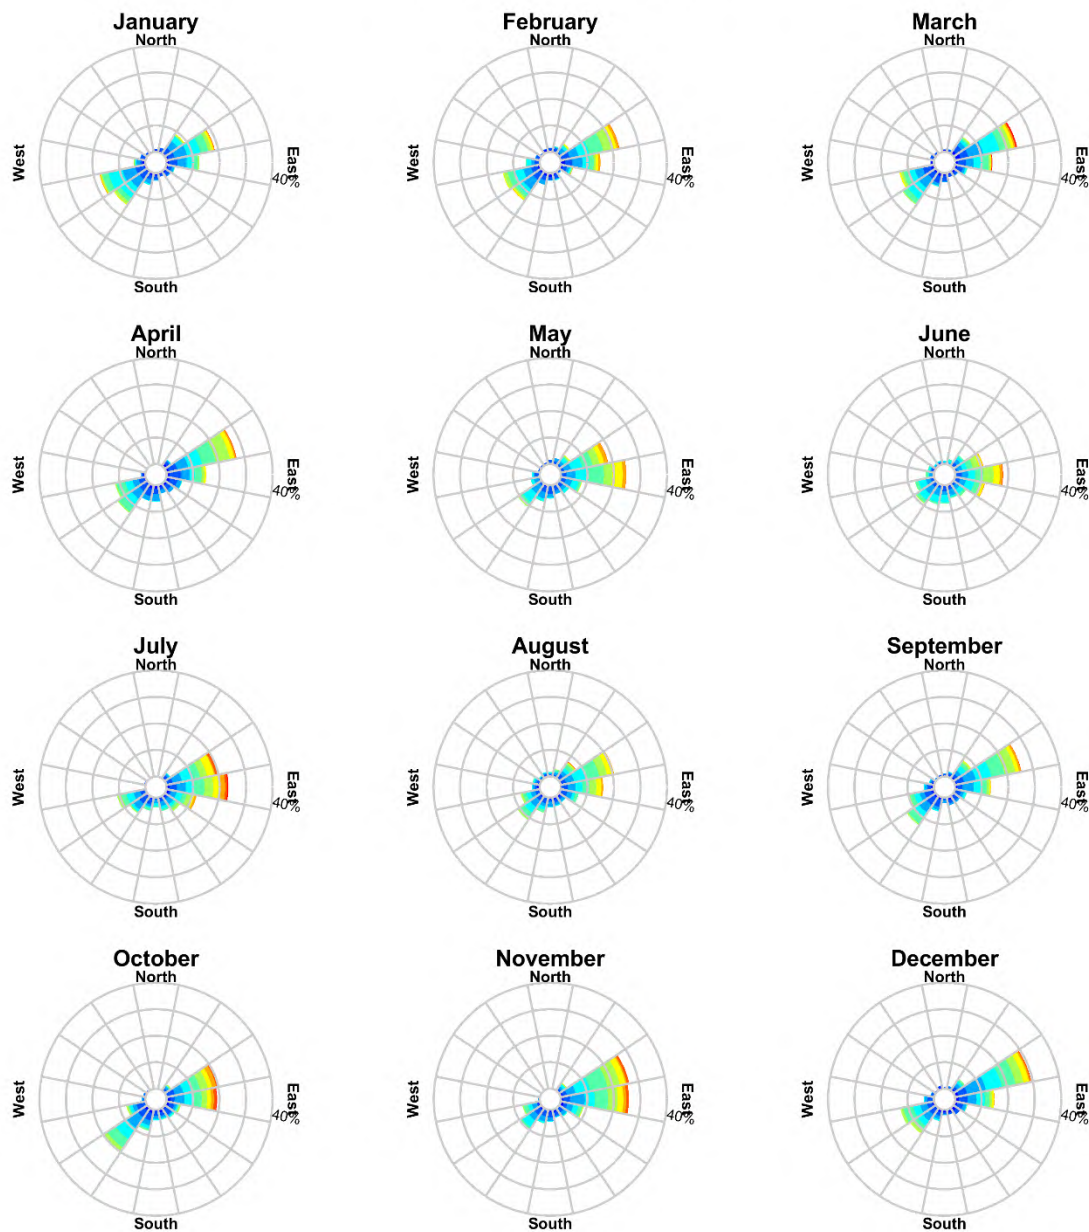 January February March
North North North
West East 40% West East 40% West East 40%
South South South
April May June
North North North
West East 40% West East 40% West East 40%
South South South
July August September
North North North
West East 40% West East 40% West East 40%
South South South
October November December
North North North
West East 40% West East 40% West East 40%
South South South